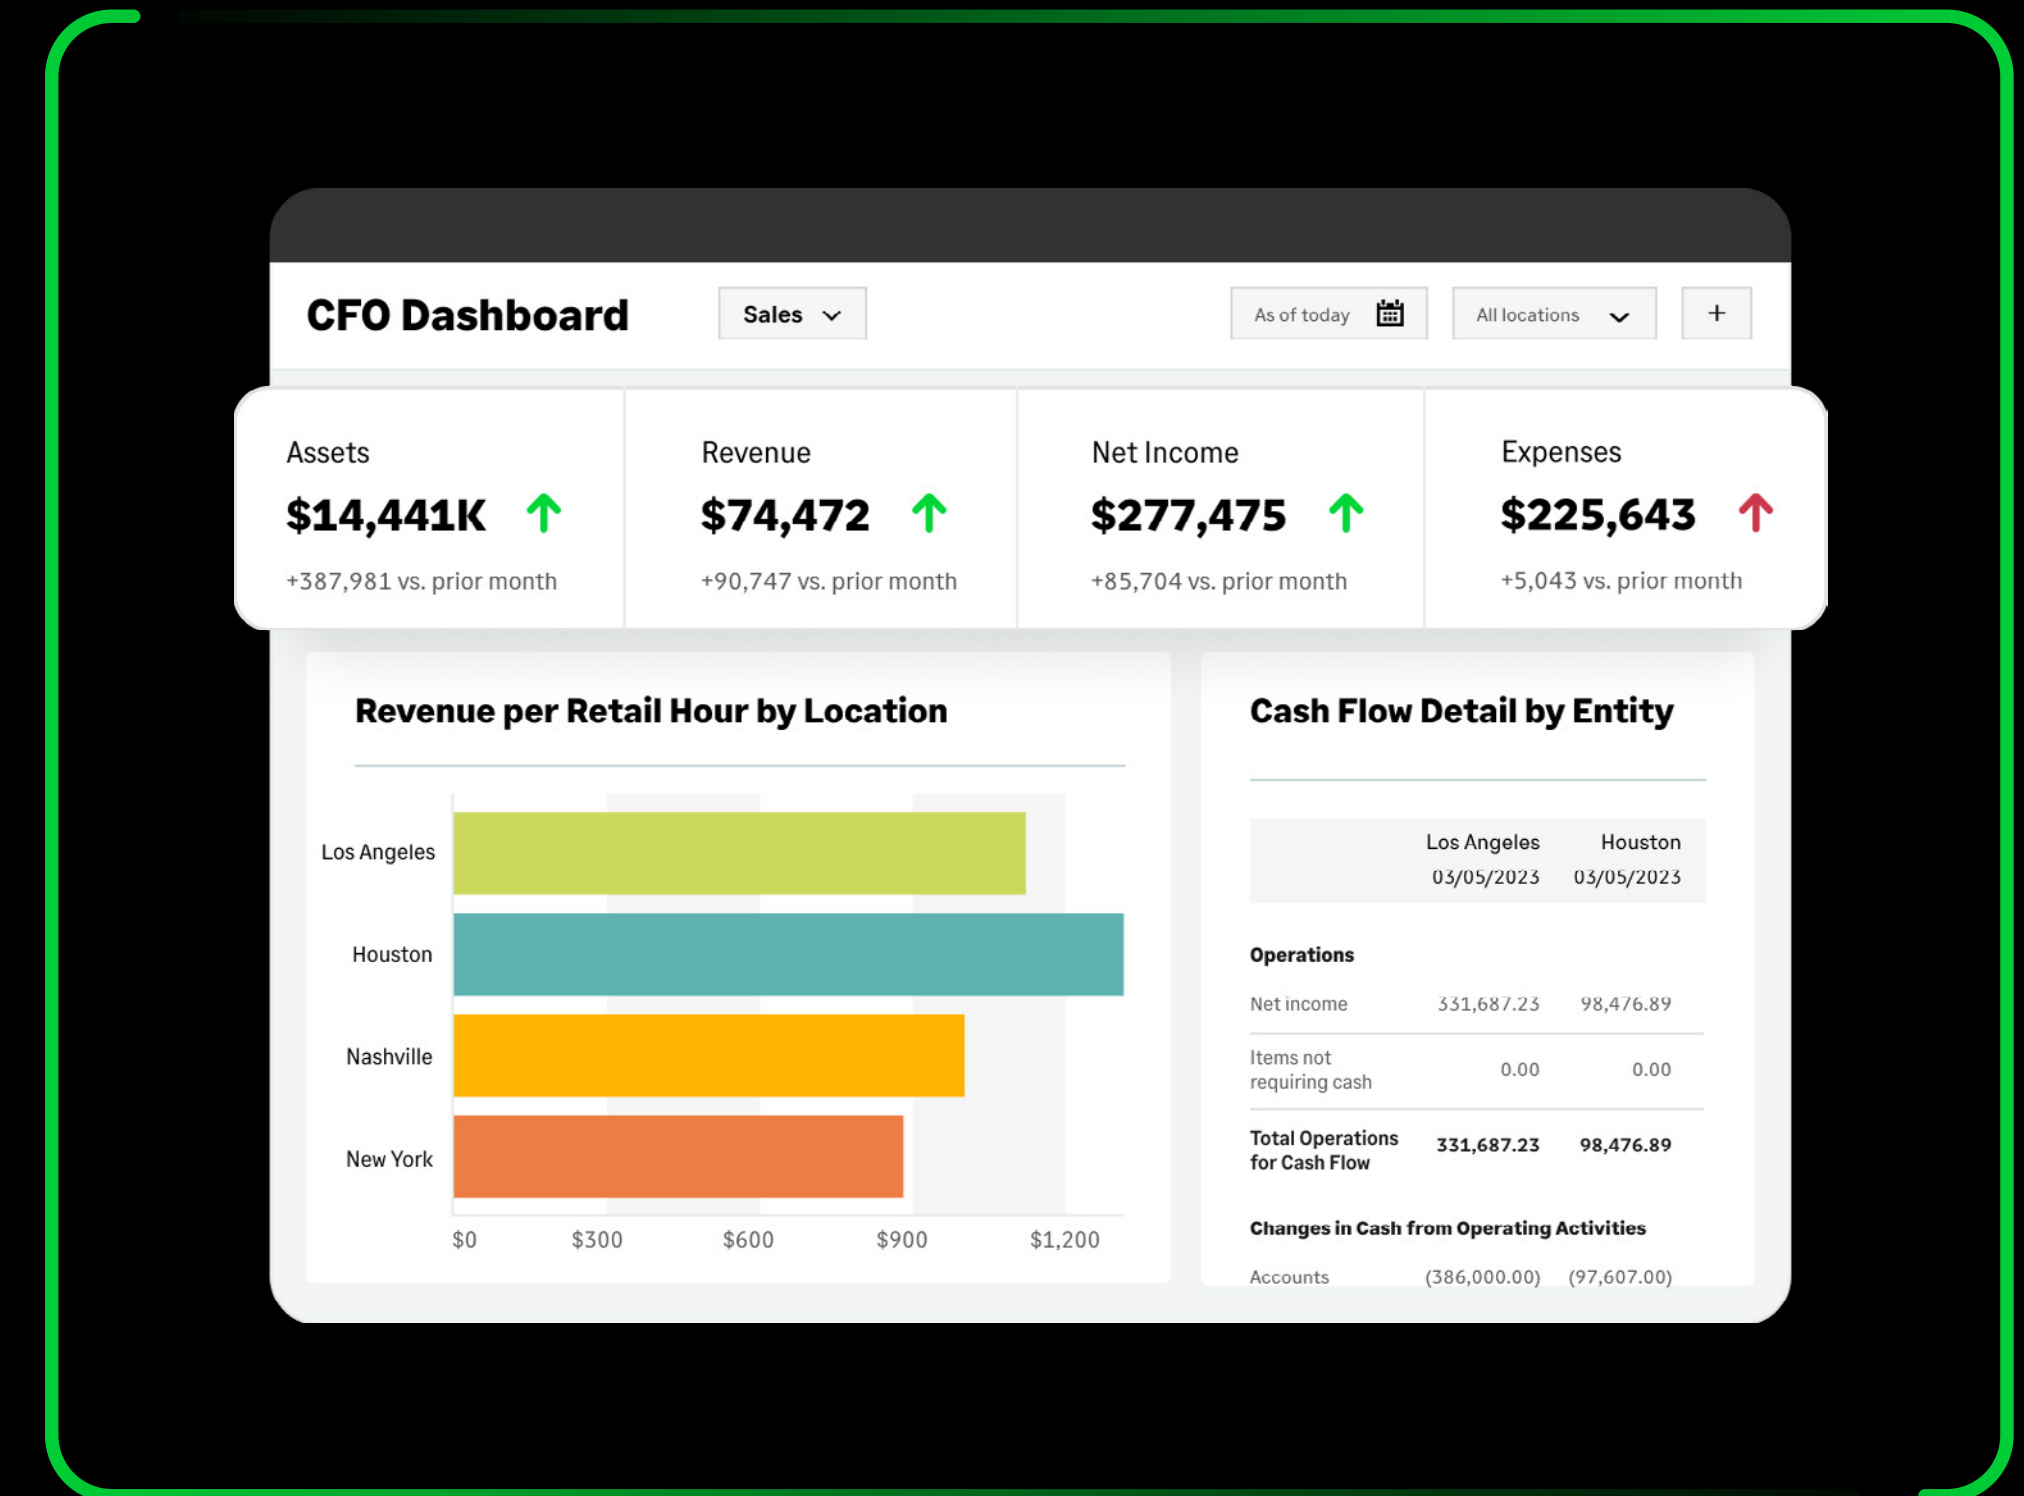 CFO Dashboard
Sales
As of today
All locations
+
Assets
$14,441K
+387,981 vs. prior month
Revenue
$74,472
+90,747 vs. prior month
Net Income
$277,475
+85,704 vs. prior month
Expenses
$225,643
+5,043 vs. prior month
Revenue per Retail Hour by Location
Los Angeles
Houston
Nashville
New York
$0 $300 $600 $900 $1,200
Cash Flow Detail by Entity
Los Angeles Houston
03/05/2023 03/05/2023
Operations
Net income 331,687.23 98,476.89
Items not
requiring cash 0.00 0.00
Total Operations
for Cash Flow 331,687.23 98,476.89
Changes in Cash from Operating Activities
Accounts (386,000.00) (97,607.00)